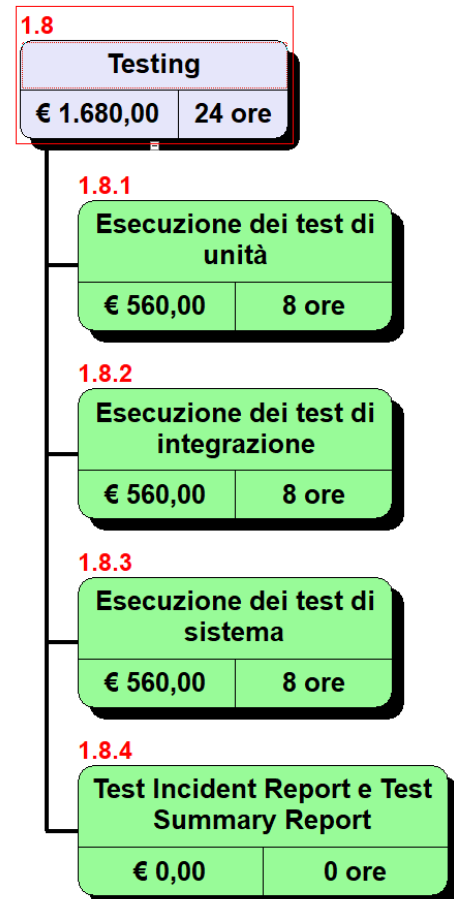 1.8
Testing
€ 1.680,00 24 ore
1.8.1
Esecuzione dei test di
unità
€ 560,00 8 ore
1.8.2
Esecuzione dei test di
integrazione
€ 560,00 8 ore
1.8.3
Esecuzione dei test di
sistema
€ 560,00 8 ore
1.8.4
Test Incident Report e Test
Summary Report
€ 0,00 0 ore